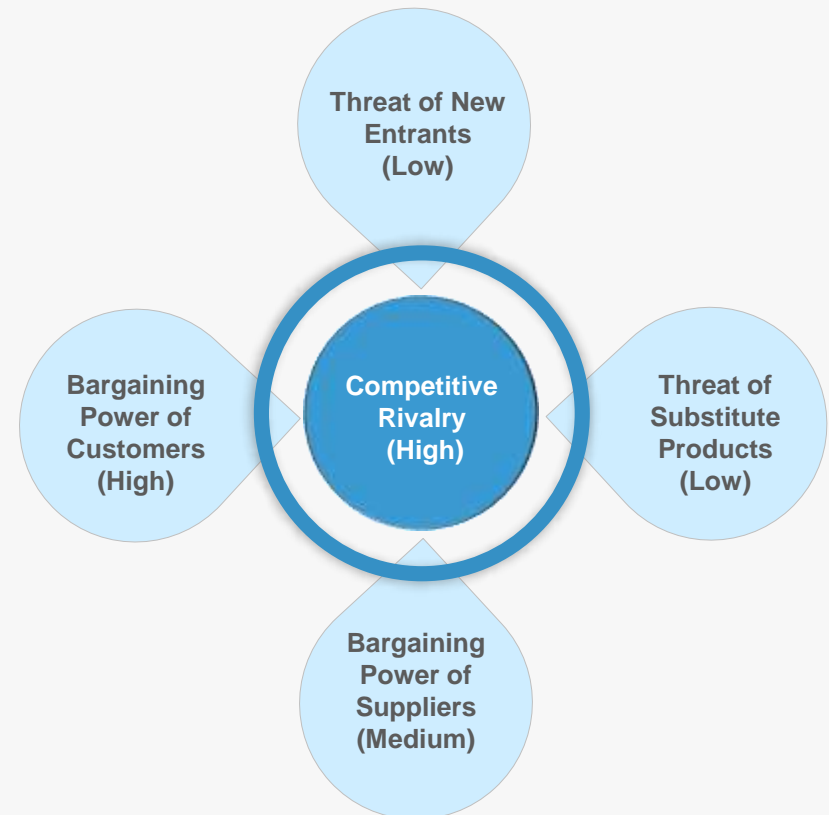 Threat of New
Entrants
(Low)
Bargaining
Power of
Customers
(High)
Competitive
Rivalry
(High)
Threat of
Substitute
Products
(Low)
Bargaining
Power of
Suppliers
(Medium)